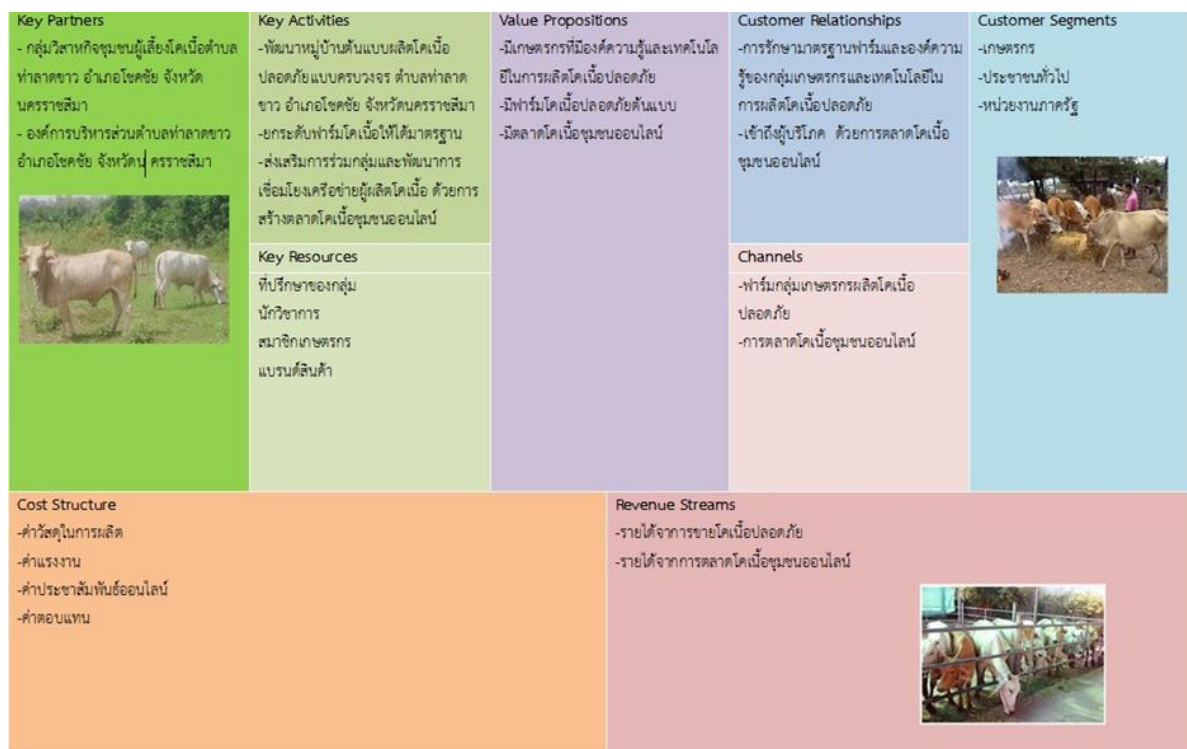 Key Partners
- กลุ่มวิสาหกิจชุมชนผู้เลี้ยงโคเนื้อตำบล
ท่าลาดขาว อำเภอโชคชัย จังหวัด
นครราชสีมา
- องค์การบริหารส่วนตำบลท่าลาดขาว
อำเภอโชคชัย จังหวัดน ครราชสีมา
Key Activities
-พัฒนาหมู่บ้านต้นแบบผลิตโคเนื้อ
ปลอดภัยแบบครบวงจร ตำบลท่าลาด
ขาว อำเภอโชคชัย จังหวัดนครราชสีมา
-ยกระดับฟาร์มโคเนื้อให้ได้มาตรฐาน
-ส่งเสริมการร่วมกลุ่มและพัฒนาการ
เชื่อมโยงเครือข่ายผู้ผลิตโคเนื้อ ด้วยการ
สร้างตลาดโคเนื้อชุมชนออนไลน์
Key Resources
ที่ปรึกษาของกลุ่ม
นักวิชาการ
สมาชิกเกษตรกร
แบรนด์สินค้า
Value Propositions
-มีเกษตรกรที่มีองค์ความรู้และเทคโนโล
ยีในการผลิตโคเนื้อปลอดภัย
-มีฟาร์มโคเนื้อปลอดภัยต้นแบบ
-มีตลาดโคเนื้อชุมชนออนไลน์
Customer Relationships
-การรักษามาตรฐานฟาร์มและองค์ความ
รู้ของกลุ่มเกษตรกรและเทคโนโลยีใน
การผลิตโคเนื้อปลอดภัย
-เข้าถึงผู้บริโภค ด้วยการตลาดโคเนื้อ
ชุมชนออนไลน์
Channels
-ฟาร์มกลุ่มเกษตรกรผลิตโคเนื้อ
ปลอดภัย
-การตลาดโคเนื้อชุมชนออนไลน์
Customer Segments
-เกษตรกร
-ประชาชนทั่วไป
-หน่วยงานภาครัฐ
Cost Structure
-ค่าวัสดุในการผลิต
-ค่าแรงงาน
-ค่าประชาสัมพันธ์ออนไลน์
-ค่าตอบแทน
Revenue Streams
-รายได้จากการขายโคเนื้อปลอดภัย
-รายได้จากการตลาดโคเนื้อชุมชนออนไลน์